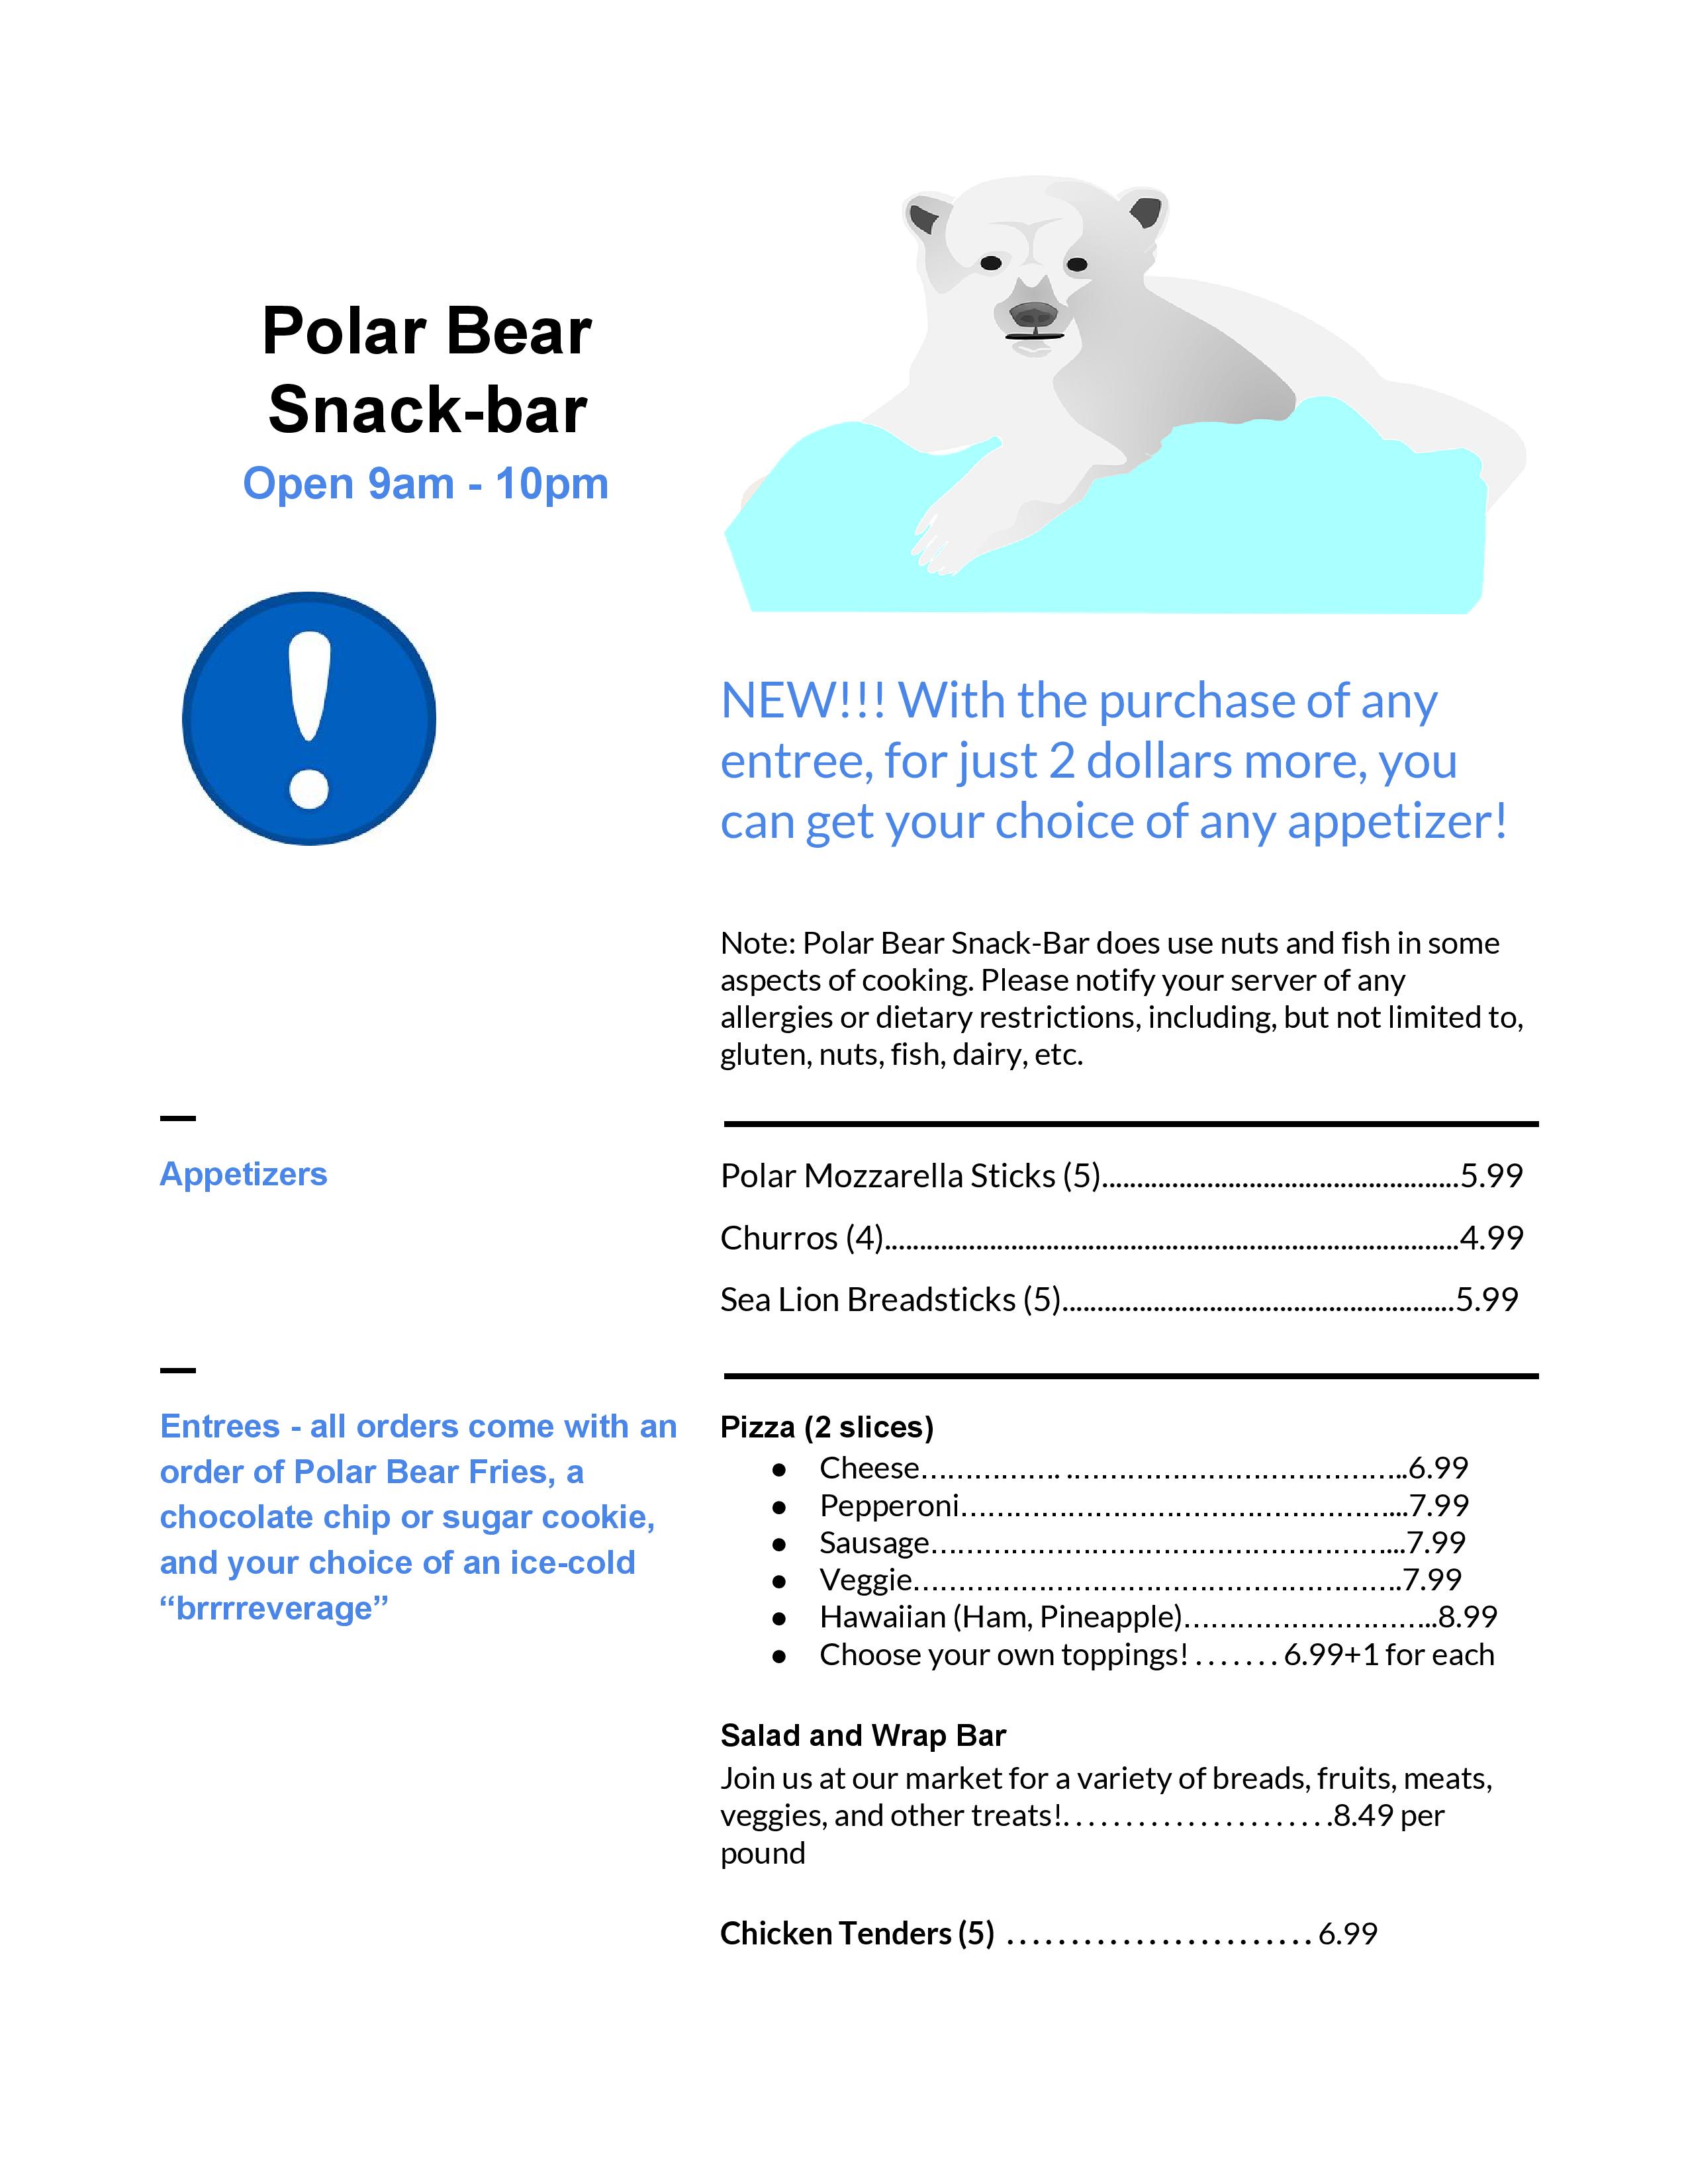 Polar Bear
Snack-bar
Open 9am - 10pm
NEW!!! With the purchase of any
entree, for just 2 dollars more, you
can get your choice of any appetizer!
Note: Polar Bear Snack-Bar does use nuts and fish in some
aspects of cooking. Please notify your server of any
allergies or dietary restrictions, including, but not limited to,
gluten, nuts, fish, dairy, etc.
Appetizers
Polar Mozzarella Sticks (5)..................................................5.99
Churros (4)................................................................................4.99
Sea Lion Breadsticks (5).......................................................5.99
Entrees - all orders come with an
order of Polar Bear Fries, a
chocolate chip or sugar cookie,
and your choice of an ice-cold
“brrrreverage”
Pizza (2 slices)
● Cheese……………. ………………………………..6.99
● Pepperoni………………………………………...7.99
● Sausage…………………………………………...7.99
● Veggie…………………………………………….7.99
● Hawaiian (Ham, Pineapple)……………………...8.99
● Choose your own toppings! . . . . . . . 6.99+1 for each
Salad and Wrap Bar
Join us at our market for a variety of breads, fruits, meats,
veggies, and other treats!. . . . . . . . . . . . . . . . . . . . . .8.49 per
pound
Chicken Tenders (5) . . . . . . . . . . . . . . . . . . . . . . . . 6.99